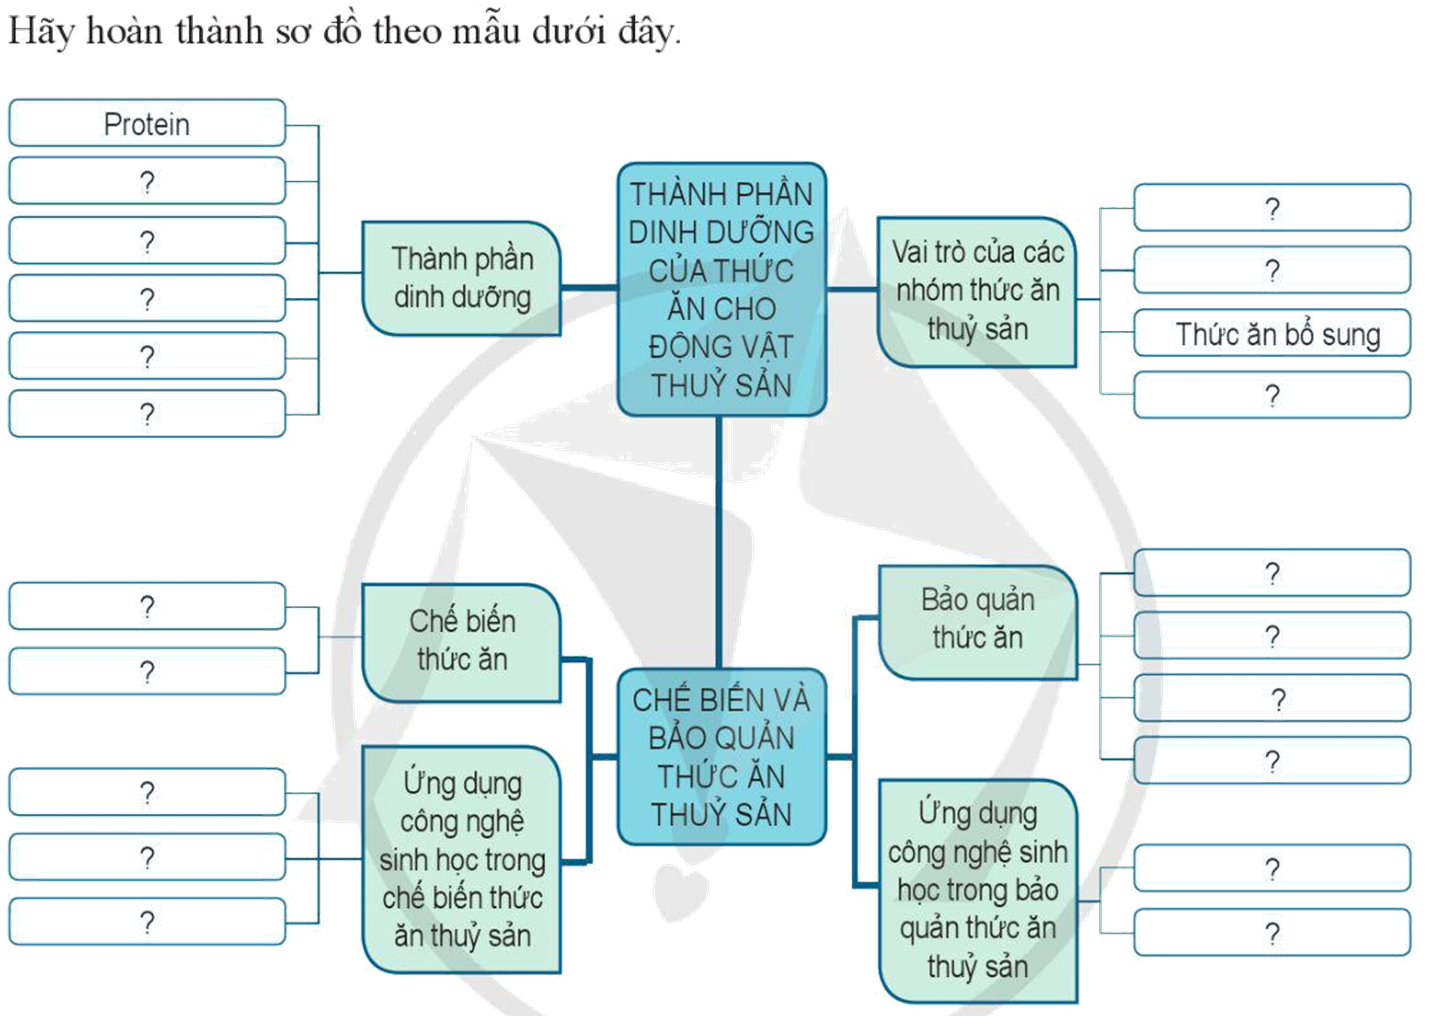 Hãy hoàn thành sơ đồ theo mẫu dưới đây.
Protein
?
?
?
?
?
Thành phần
dinh dưỡng
THÀNH PHẦN
DINH DƯỠNG
CỦA THỨC
ĂN CHO
ĐỘNG VẬT
THUỶ SẢN
Vai trò của các
nhóm thức ăn
thuỷ sản
?
?
Thức ăn bổ sung
?
?
?
Chế biến
thức ăn
?
?
?
Ứng dụng
công nghệ
sinh học trong
chế biến thức
ăn thuỷ sản
CHẾ BIẾN VÀ
BẢO QUẢN
THỨC ĂN
THUỶ SẢN
Bảo quản
thức ăn
?
?
?
?
Ứng dụng
công nghệ sinh
học trong bảo
quản thức ăn
thuỷ sản
?
?